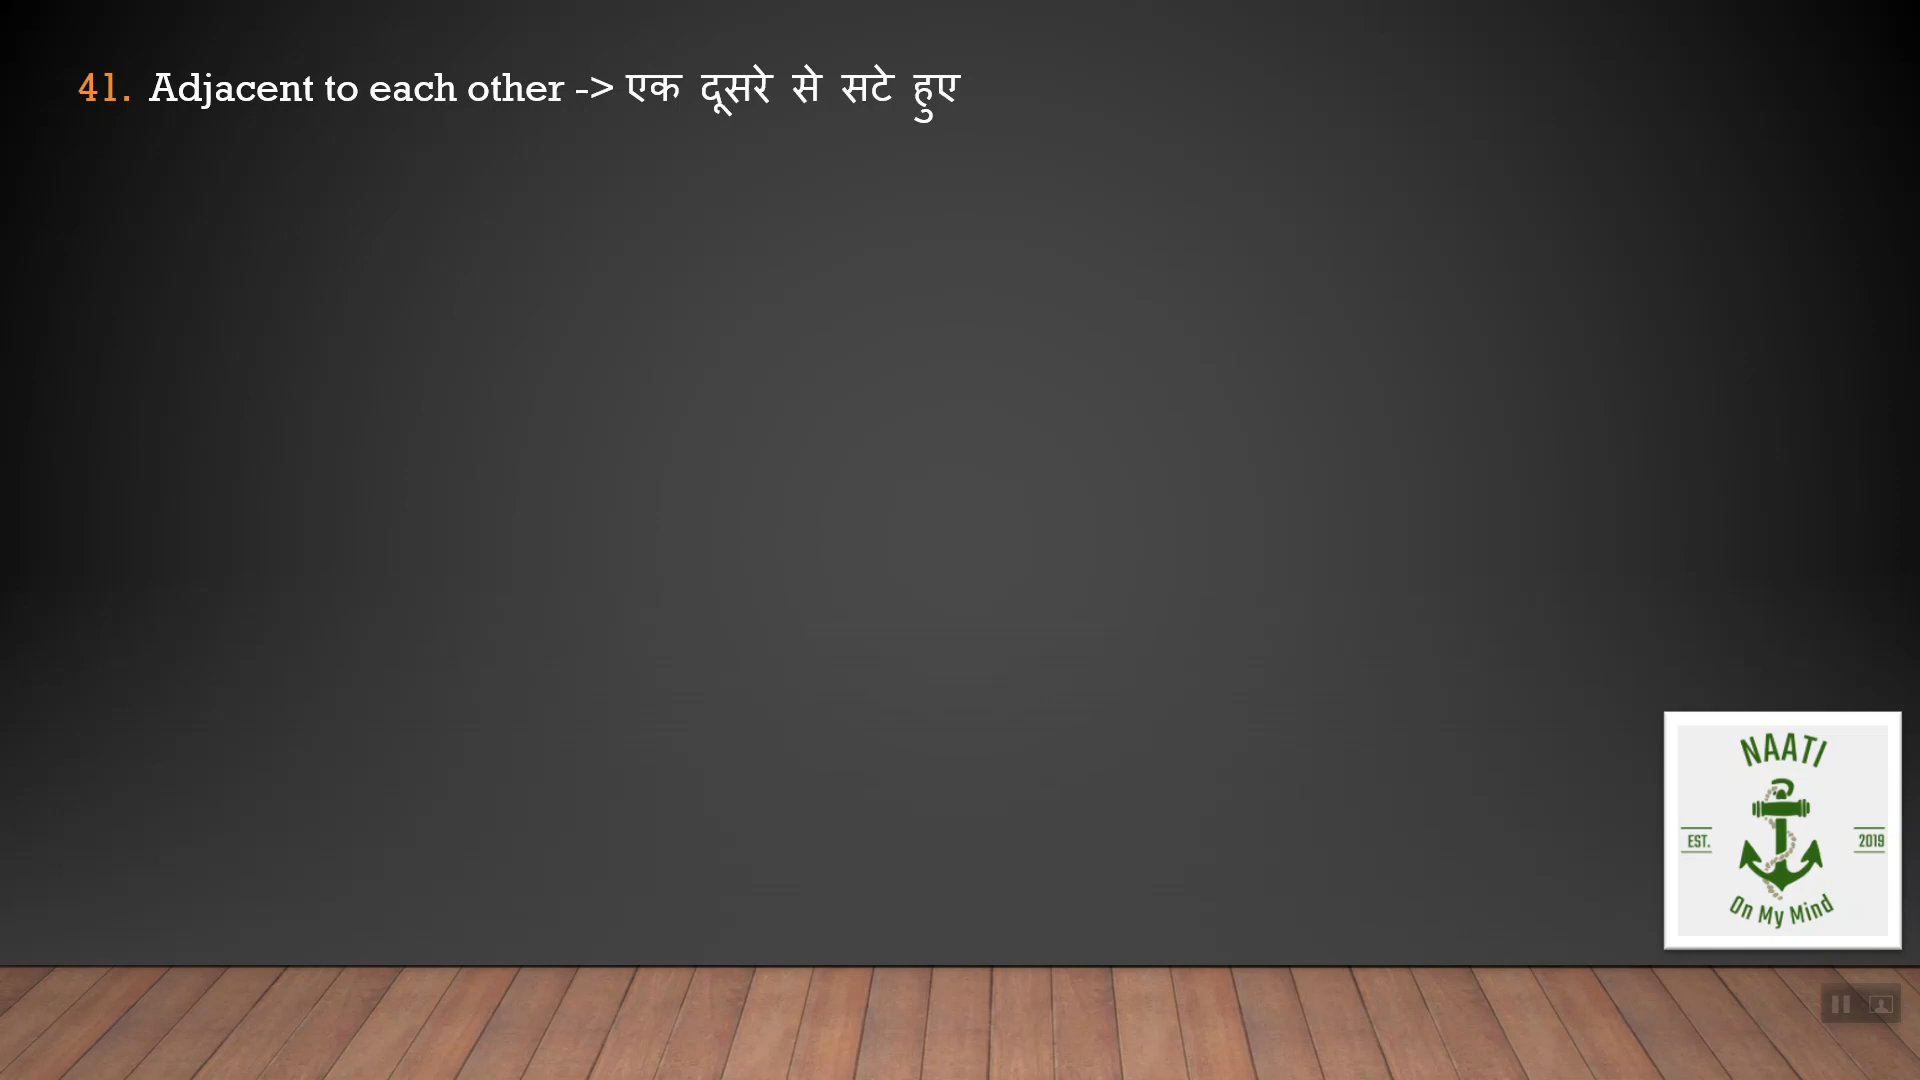 41. Adjacent to each other -> एक दूसरे से सटे हुए
NAATI
EST. 2019
On My Mind